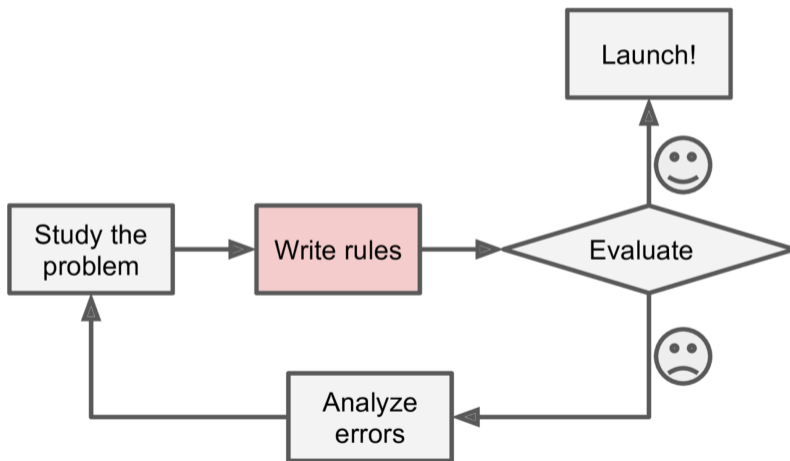 Launch!
Study the
problem
Write rules
Evaluate
Analyze
errors